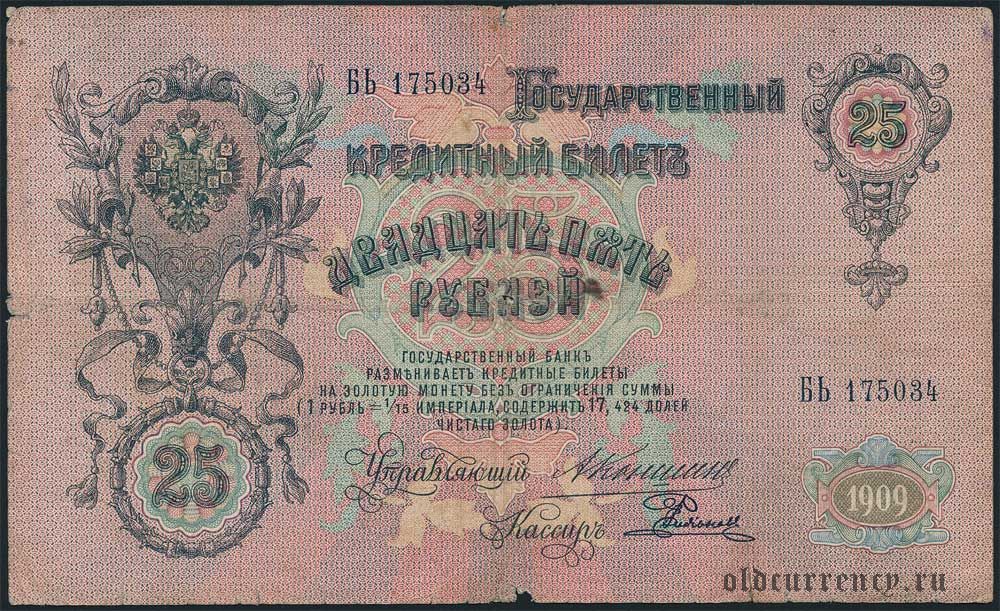 БЬ 175034
ГОСУДАРСТВЕННЫЙ
КРЕДИТНЫЙ БИЛЕТЪ
25
ДВАДЦАТЬ ПЯТЬ
РУБЛЕЙ
ГОСУДАРСТВЕННЫЙ БАНКЪ
РАЗМѢНИВАЕТЪ КРЕДИТНЫЕ БИЛЕТЫ
НА ЗОЛОТУЮ МОНЕТУ БЕЗЪ ОГРАНИЧЕНІЯ СУММЫ
(1 РУБЛЬ = 1/15 ИМПЕРІАЛА, СОДЕРЖИТЪ 17,424 ДОЛЕЙ
ЧИСТАГО ЗОЛОТА).
БЬ 175034
25
Управляющій
Кассиръ
1909
oldcurrency.ru